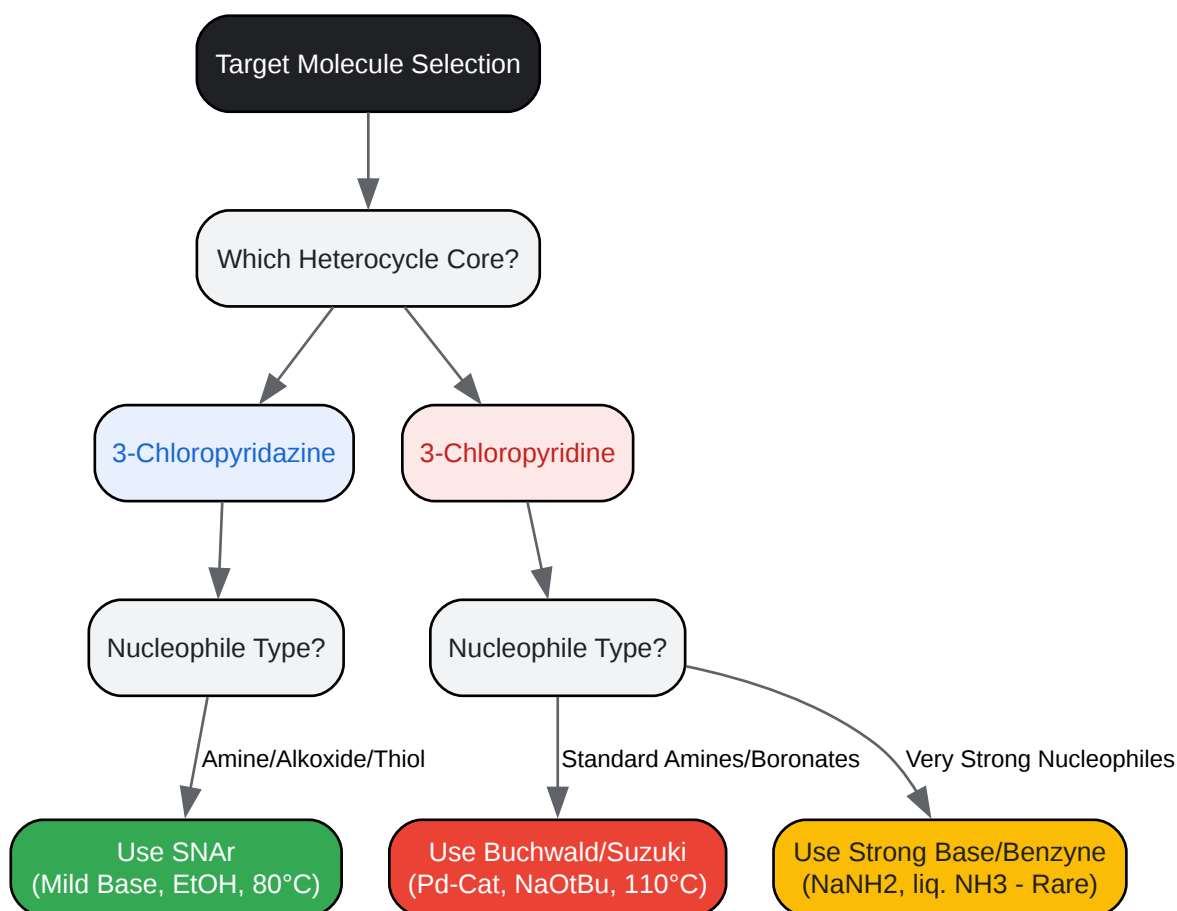 Target Molecule Selection
Which Heterocycle Core?
3-Chloropyridazine
3-Chloropyridine
Nucleophile Type?
Nucleophile Type?
Amine/Alkoxide/Thiol
Standard Amines/Boronates
Very Strong Nucleophiles
Use SNAr
(Mild Base, EtOH, 80°C)
Use Buchwald/Suzuki
(Pd-Cat, NaOtBu, 110°C)
Use Strong Base/Benzyne
(NaNH2, liq. NH3 - Rare)